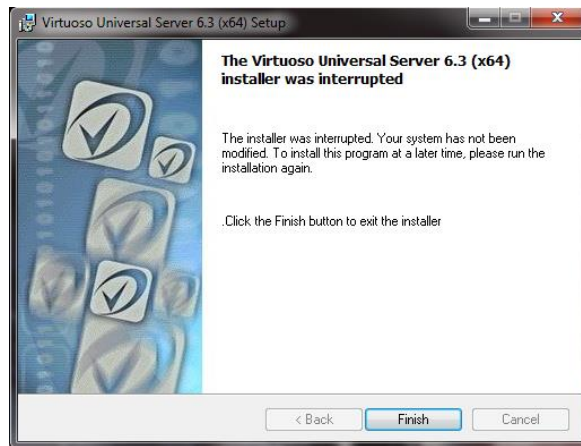 Virtuoso Universal Server 6.3 (x64) Setup
The Virtuoso Universal Server 6.3 (x64)
installer was interrupted
The installer was interrupted. Your system has not been
modified. To install this program at a later time, please run the
installation again.
.Click the Finish button to exit the installer
< Back
Finish
Cancel